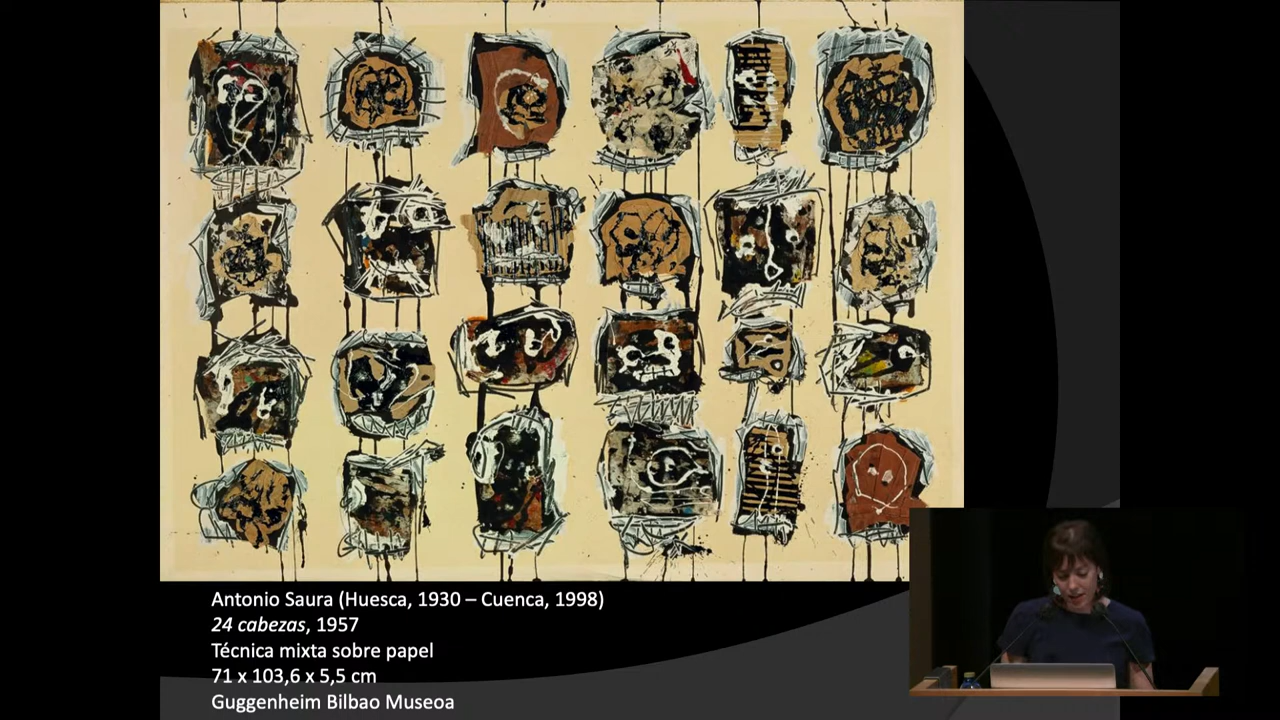 Antonio Saura (Huesca, 1930 – Cuenca, 1998)
24 cabezas, 1957
Técnica mixta sobre papel
71 x 103,6 x 5,5 cm
Guggenheim Bilbao Museoa